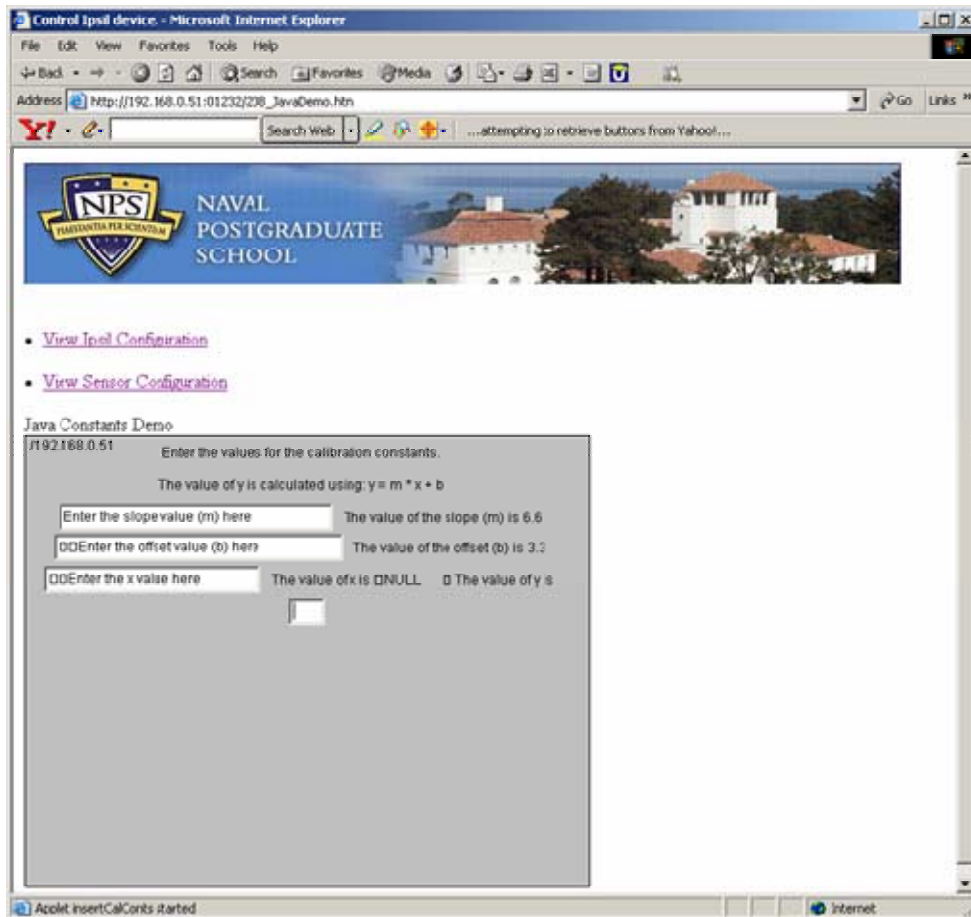 Control Ipsil device. - Microsoft Internet Explorer
File Edit View Favorites Tools Help
Back Search Favorites Media
Address http://192.168.0.51:01232/238_JavaDemo.htm Go Links »
Y! Search Web ...attempting to retrieve buttons from Yahoo!...
NPS
PRAESTANTIA PER SCIENTIAM
NAVAL
POSTGRADUATE
SCHOOL
• View Ipsil Configuration
• View Sensor Configuration
Java Constants Demo
/192.168.0.51
Enter the values for the calibration constants.
The value of y is calculated using: y = m * x + b
Enter the slope value (m) here The value of the slope (m) is 6.6
□□Enter the offset value (b) here The value of the offset (b) is 3.3
□□Enter the x value here The value of x is □NULL □ The value of y is
Applet insertCalConts started Internet